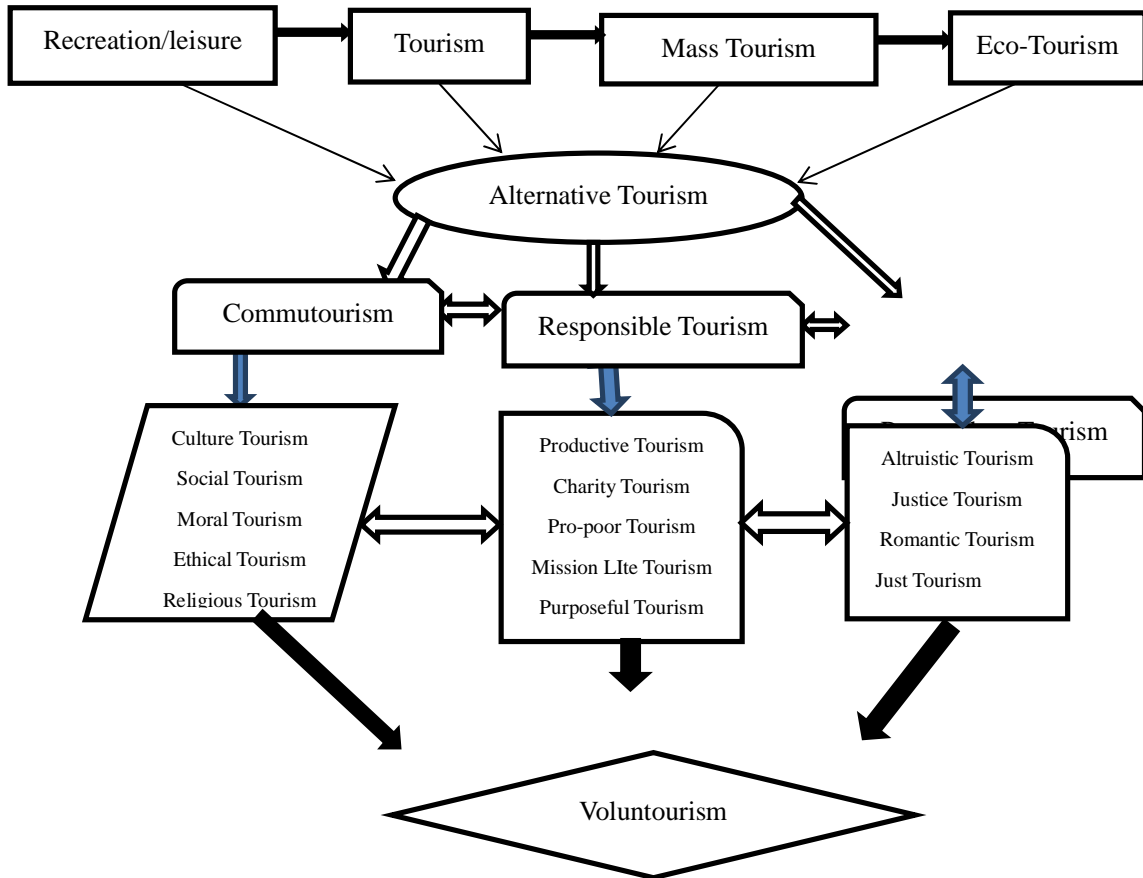 Recreation/leisure
Tourism
Mass Tourism
Eco-Tourism
Alternative Tourism
Commutourism
Responsible Tourism
Culture Tourism
Social Tourism
Moral Tourism
Ethical Tourism
Religious Tourism
Productive Tourism
Charity Tourism
Pro-poor Tourism
Mission LIte Tourism
Purposeful Tourism
Altruistic Tourism
Justice Tourism
Romantic Tourism
Just Tourism
Voluntourism